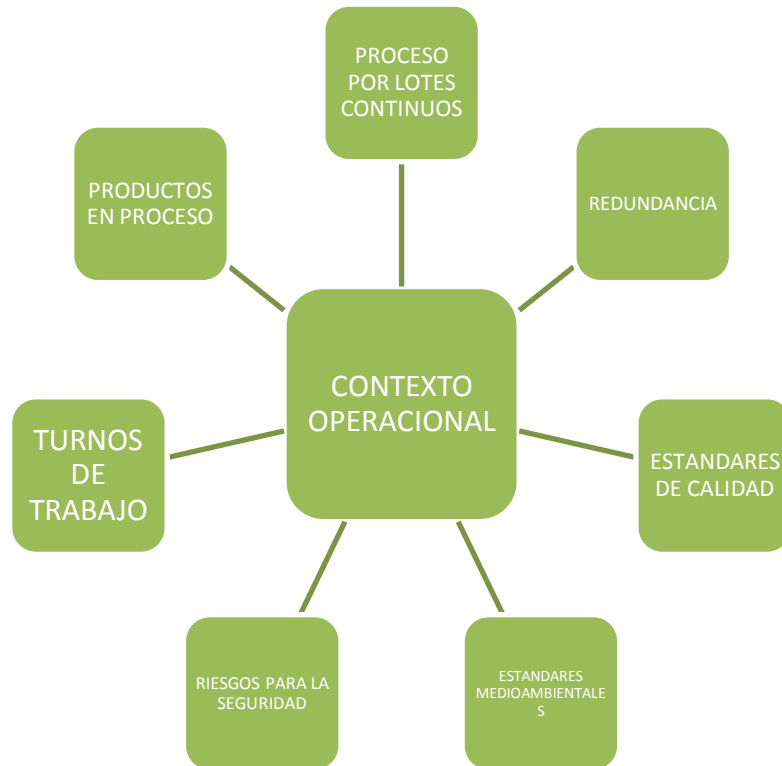 PROCESO
POR LOTES
CONTINUOS
PRODUCTOS
EN PROCESO
REDUNDANCIA
CONTEXTO
OPERACIONAL
TURNOS
DE
TRABAJO
ESTANDARES
DE CALIDAD
RIESGOS PARA LA
SEGURIDAD
ESTANDARES
MEDIOAMBIENTALE
S